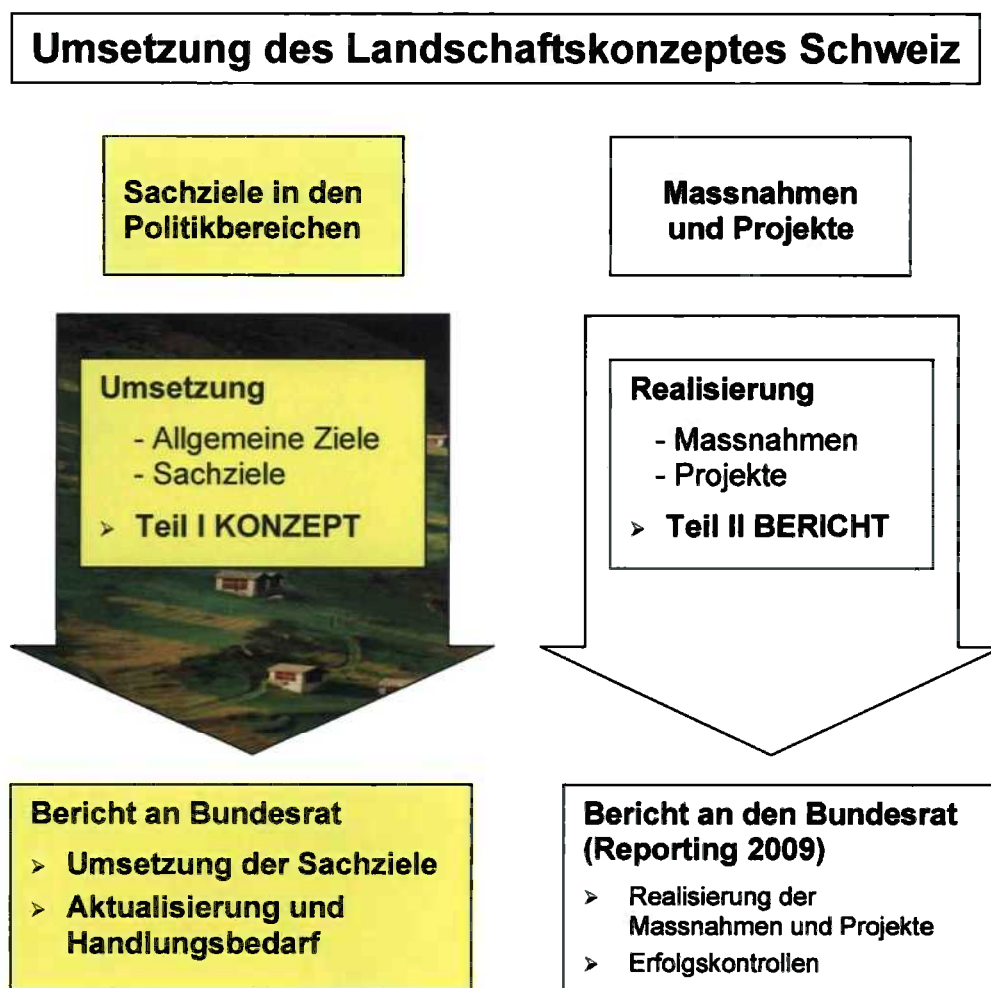 Umsetzung des Landschaftskonzeptes Schweiz
Sachziele in den
Politikbereichen
Umsetzung
- Allgemeine Ziele
- Sachziele
> Teil I KONZEPT
Bericht an Bundesrat
> Umsetzung der Sachziele
> Aktualisierung und
Handlungsbedarf
Massnahmen
und Projekte
Realisierung
- Massnahmen
- Projekte
> Teil II BERICHT
Bericht an den Bundesrat
(Reporting 2009)
> Realisierung der
Massnahmen und Projekte
> Erfolgskontrollen